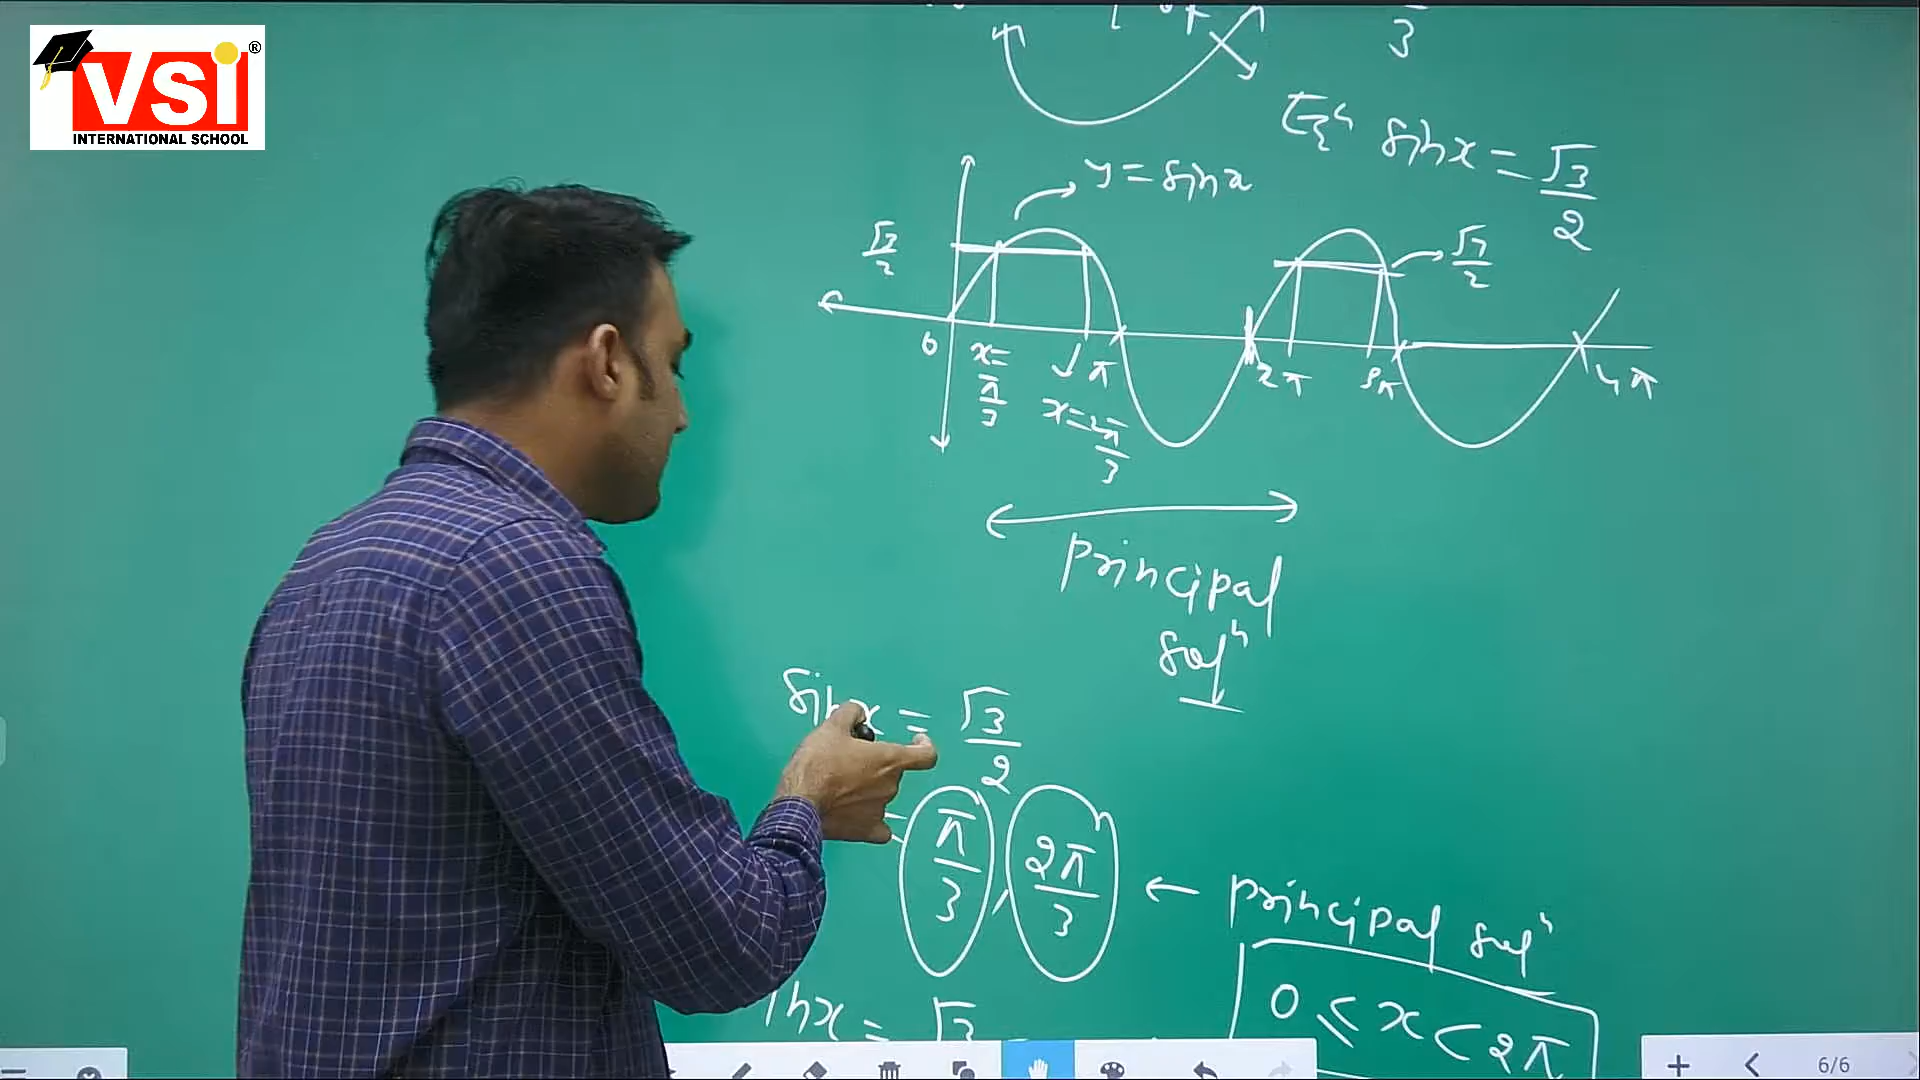 VSI
®
INTERNATIONAL SCHOOL
3
Eqⁿ sinx = √3/2
y = sinx
√3/2
√3/2
0
x = π/3
π
x = 2π/3
2π
3π
4π
principal
solⁿ
sinx = √3/2
= π/3 , 2π/3 ← principal solⁿ
0 ≤ x < 2π
6/6